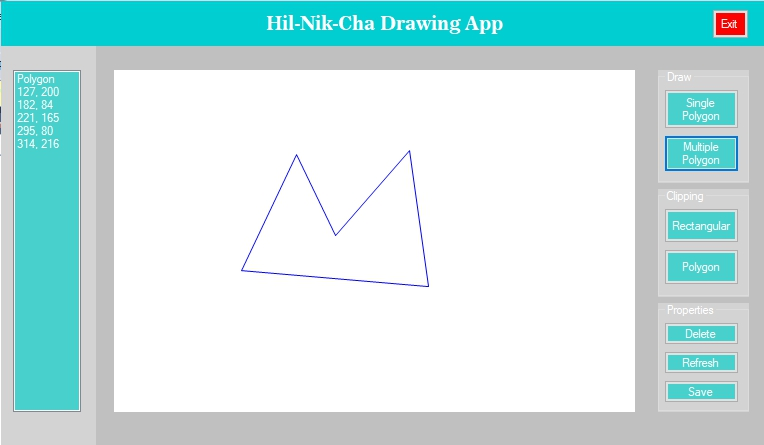 Hil-Nik-Cha Drawing App
Exit
Polygon
127, 200
182, 84
221, 165
295, 80
314, 216
Draw
Single
Polygon
Multiple
Polygon
Clipping
Rectangular
Polygon
Properties
Delete
Refresh
Save